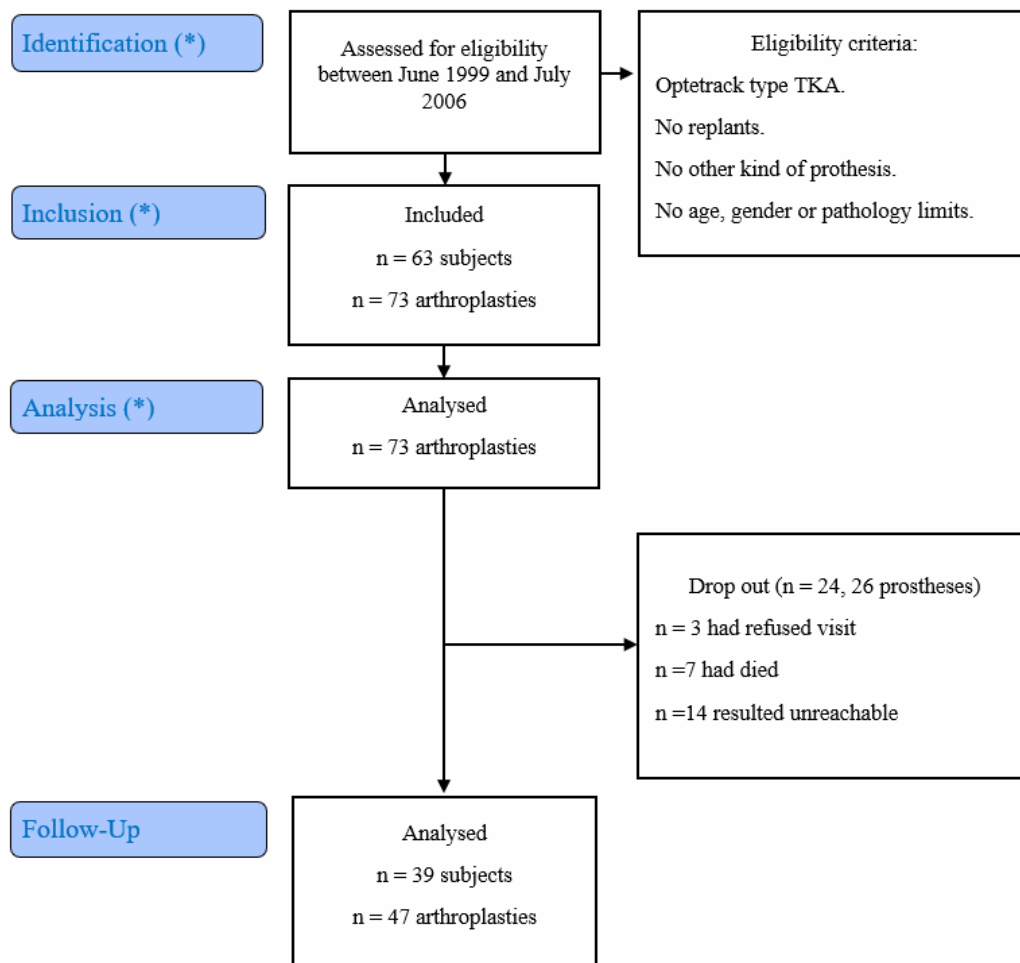 Identification (*)
Assessed for eligibility
between June 1999 and July
2006
Eligibility criteria:
Optetrack type TKA.
No replants.
No other kind of prothesis.
No age, gender or pathology limits.
Inclusion (*)
Included
n = 63 subjects
n = 73 arthroplasties
Analysis (*)
Analysed
n = 73 arthroplasties
Drop out (n = 24, 26 prostheses)
n = 3 had refused visit
n =7 had died
n =14 resulted unreachable
Follow-Up
Analysed
n = 39 subjects
n = 47 arthroplasties